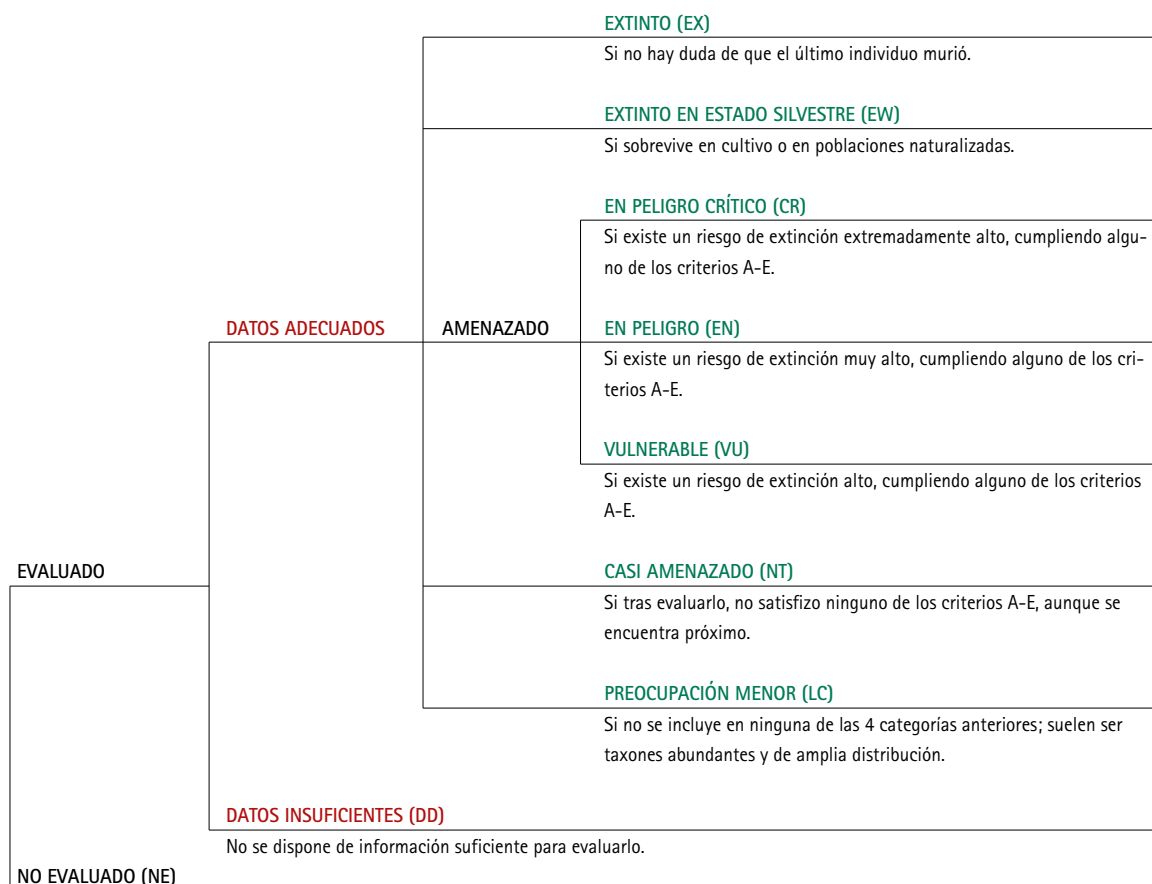 EXTINTO (EX)
Si no hay duda de que el último individuo murió.
EXTINTO EN ESTADO SILVESTRE (EW)
Si sobrevive en cultivo o en poblaciones naturalizadas.
EN PELIGRO CRÍTICO (CR)
Si existe un riesgo de extinción extremadamente alto, cumpliendo algu-
no de los criterios A-E.
DATOS ADECUADOS
AMENAZADO
EN PELIGRO (EN)
Si existe un riesgo de extinción muy alto, cumpliendo alguno de los cri-
terios A-E.
VULNERABLE (VU)
Si existe un riesgo de extinción alto, cumpliendo alguno de los criterios
A-E.
EVALUADO
CASI AMENAZADO (NT)
Si tras evaluarlo, no satisfizo ninguno de los criterios A-E, aunque se
encuentra próximo.
PREOCUPACIÓN MENOR (LC)
Si no se incluye en ninguna de las 4 categorías anteriores; suelen ser
taxones abundantes y de amplia distribución.
DATOS INSUFICIENTES (DD)
No se dispone de información suficiente para evaluarlo.
NO EVALUADO (NE)